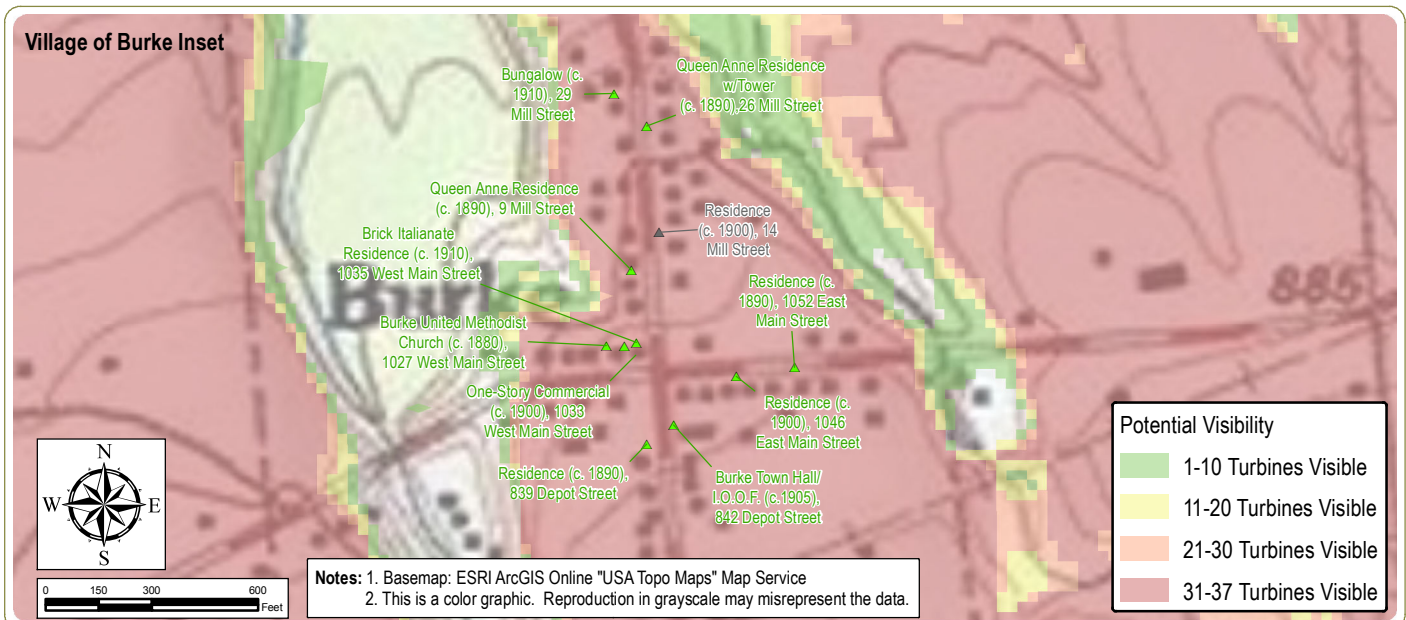 Village of Burke Inset
Bungalow (c.
1910), 29
Mill Street
Queen Anne Residence
w/Tower
(c. 1890),26 Mill Street
Queen Anne Residence
(c. 1890), 9 Mill Street
Residence
(c. 1900), 14
Mill Street
Brick Italianate
Residence (c. 1910),
1035 West Main Street
Residence (c.
1890), 1052 East
Main Street
885
Burke United Methodist
Church (c. 1880),
1027 West Main Street
One-Story Commercial
(c. 1900), 1033
West Main Street
Residence (c.
1900), 1046
East Main Street
Residence (c. 1890),
839 Depot Street
Burke Town Hall/
I.O.O.F. (c.1905),
842 Depot Street
N
W
E
S
0 150 300 600
Feet
Notes: 1. Basemap: ESRI ArcGIS Online "USA Topo Maps" Map Service
2. This is a color graphic. Reproduction in grayscale may misrepresent the data.
Potential Visibility
1-10 Turbines Visible
11-20 Turbines Visible
21-30 Turbines Visible
31-37 Turbines Visible